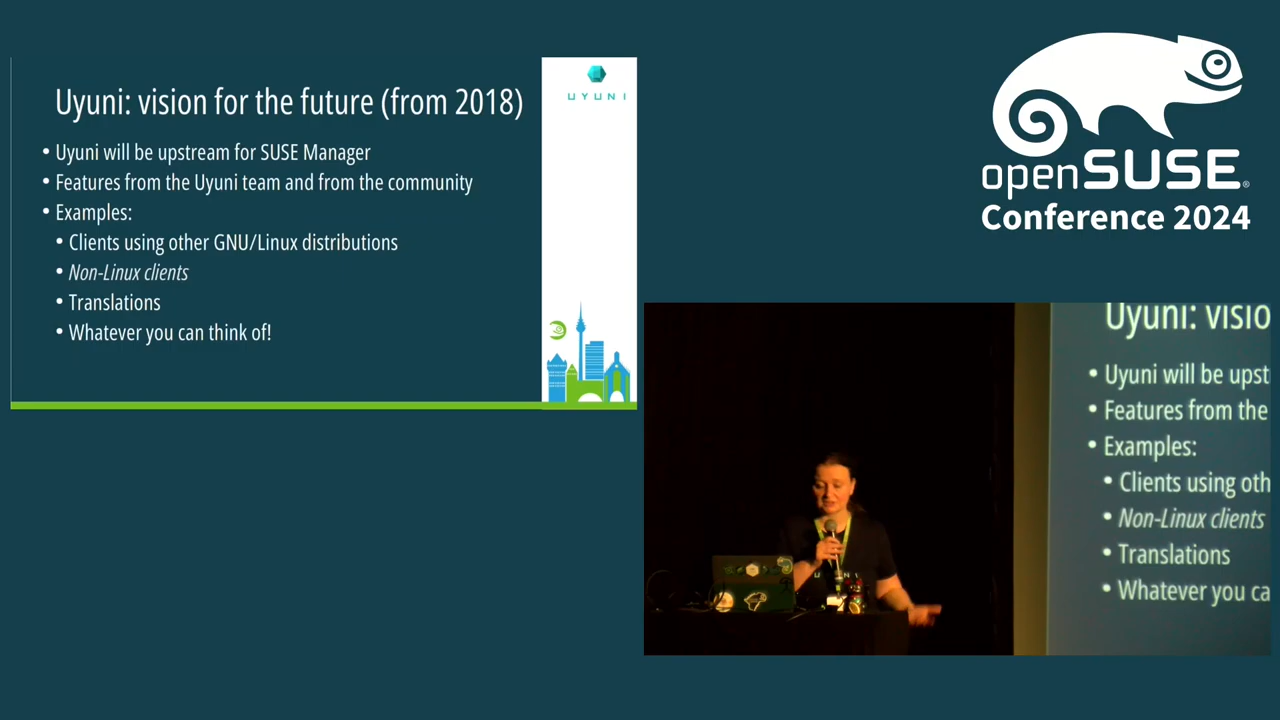 Uyuni: vision for the future (from 2018)
• Uyuni will be upstream for SUSE Manager
• Features from the Uyuni team and from the community
• Examples:
• Clients using other GNU/Linux distributions
• Non-Linux clients
• Translations
• Whatever you can think of!
UYUNI
openSUSE®
Conference 2024
Uyuni: visio
• Uyuni will be upst
• Features from the
• Examples:
• Clients using oth
• Non-Linux clients
• Translations
• Whatever you ca
UYUNI